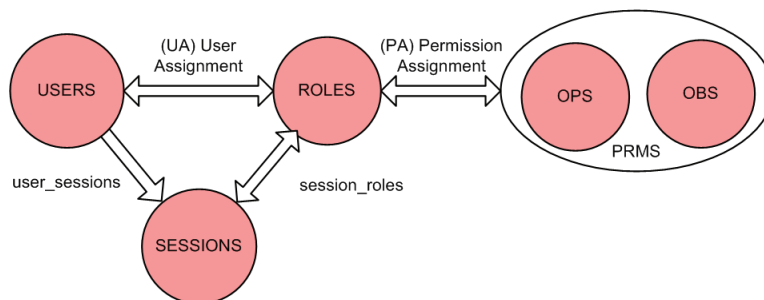 (UA) User
Assignment
(PA) Permission
Assignment
USERS
ROLES
OPS
OBS
PRMS
user_sessions
session_roles
SESSIONS